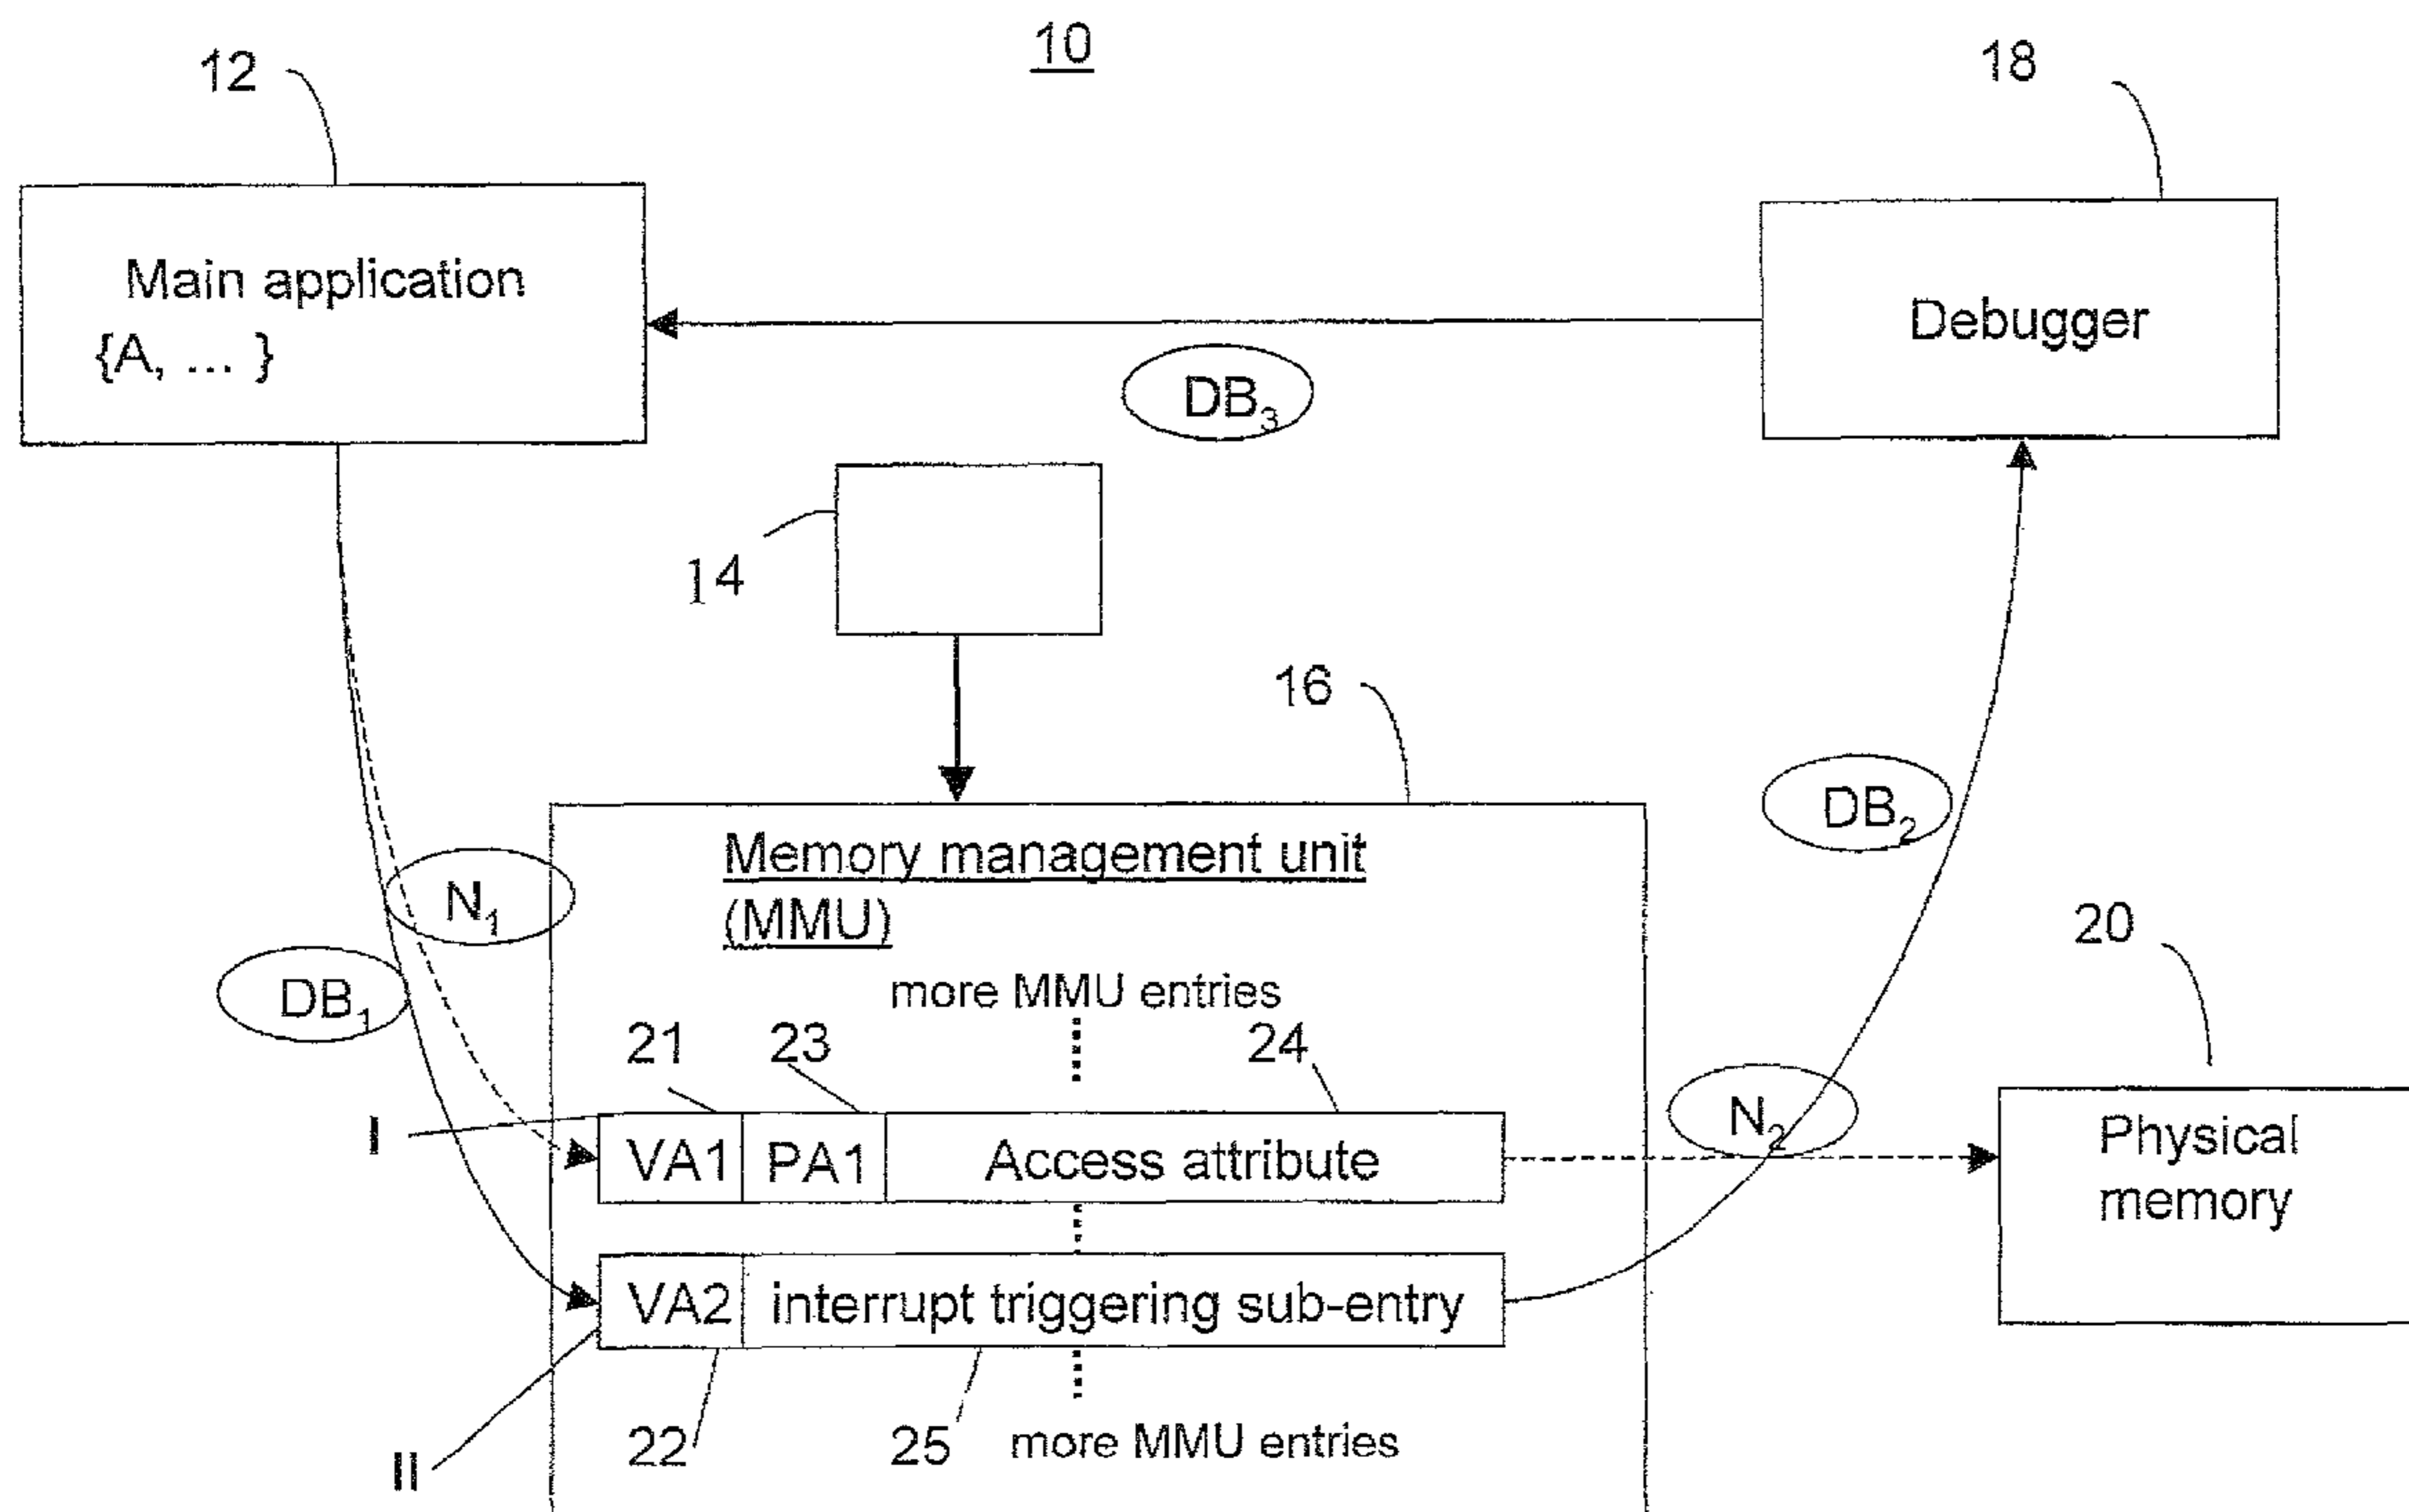 10
12
18
Main application
{A, ... }
Debugger
DB3
14
16
DB2
Memory management unit
(MMU)
N1
20
DB1
more MMU entries
21
23
24
I
VA1
PA1
Access attribute
N2
Physical
memory
VA2
interrupt triggering sub-entry
22
25
more MMU entries
II